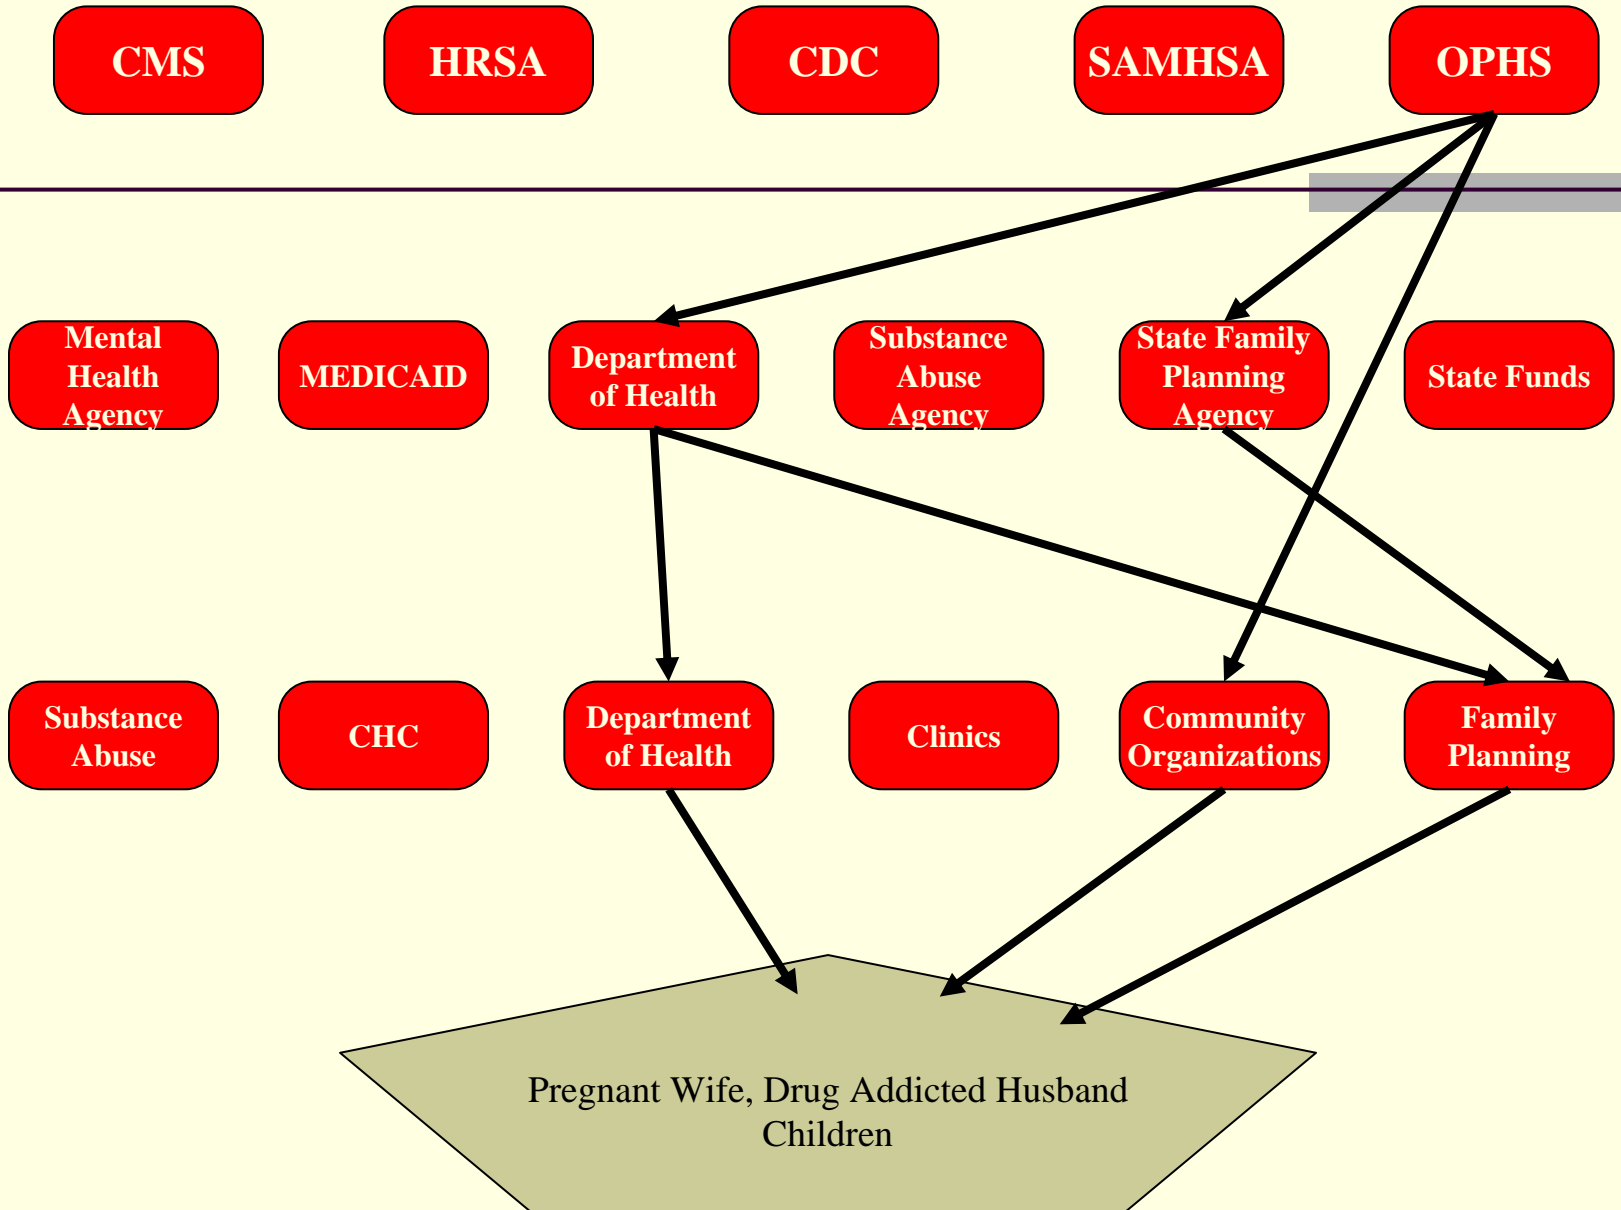 CMS
HRSA
CDC
SAMHSA
OPHS
Mental
Health
Agency
MEDICAID
Department
of Health
Substance
Abuse
Agency
State Family
Planning
Agency
State Funds
Substance
Abuse
CHC
Department
of Health
Clinics
Community
Organizations
Family
Planning
Pregnant Wife, Drug Addicted Husband
Children